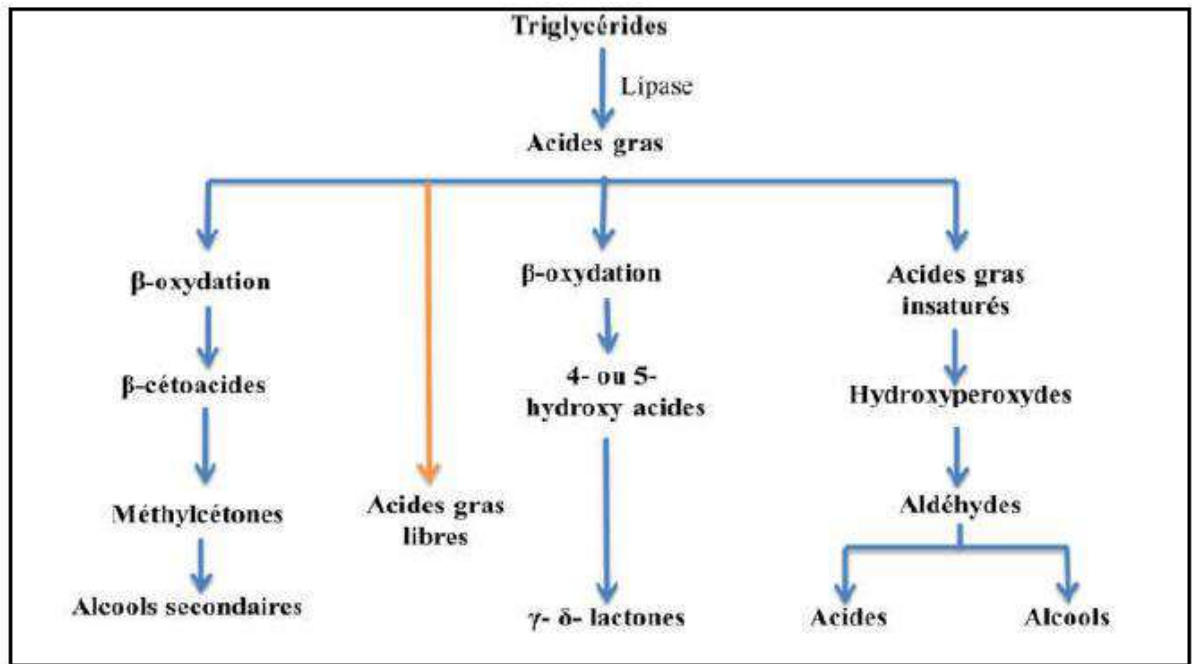 Triglycérides
Lipase
Acides gras
β-oxydation
β-cétoacides
Méthylcétones
Alcools secondaires
Acides gras
libres
β-oxydation
4- ou 5-
hydroxy acides
γ- δ- lactones
Acides gras
insaturés
Hydroxyperoxydes
Aldéhydes
Acides
Alcools